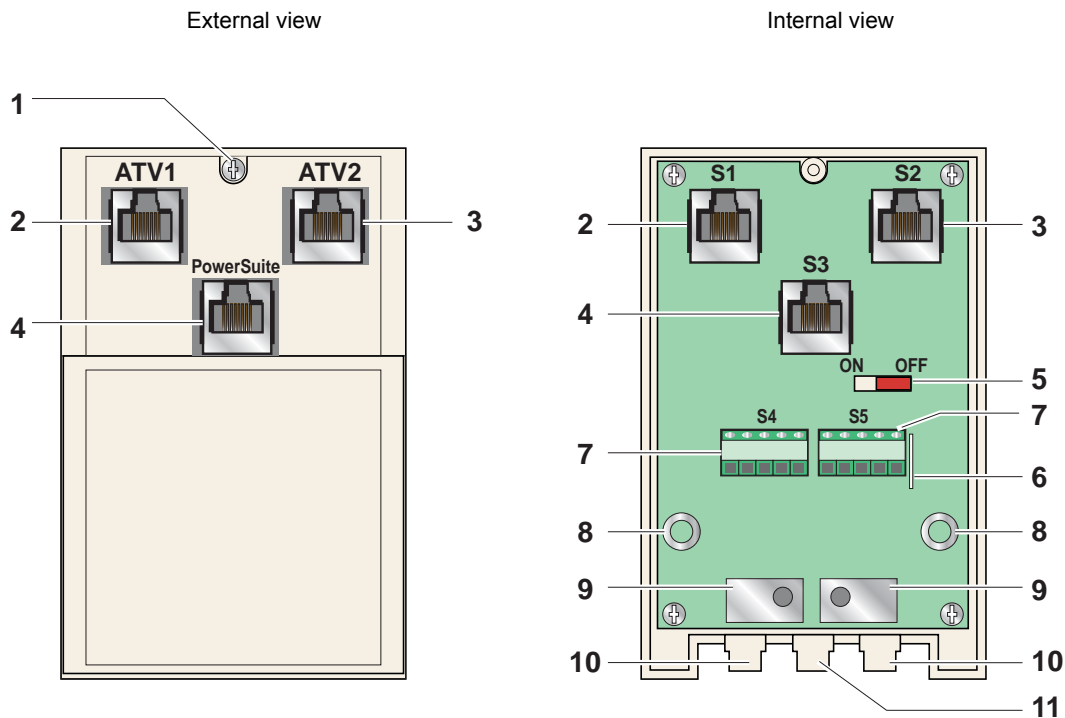 External view
Internal view
1
ATV1 ATV2
2
3
PowerSuite
4
S1 S2
2
3
S3
4
ON OFF
5
S4 S5
7
7
6
8
8
9
9
10
10
11